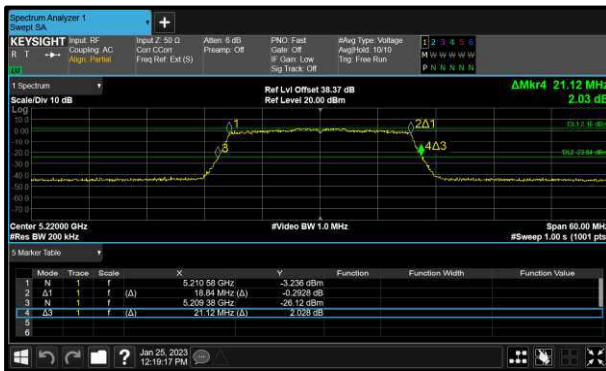 Spectrum Analyzer 1
Swept SA
KEYSIGHT Input: RF Input Z: 50 Ω Atten: 6 dB PNO: Fast #Avg Type: Voltage 1 2 3 4 5 6
R T Coupling: AC Corr CCorr Preamp: Off Gate: Off Avg|Hold: 10/10 M W W W W W
Align: Partial Freq Ref: Ext (S) IF Gain: Low Trig: Free Run P N N N N N
Sig Track: Off
1 Spectrum Ref Lvl Offset 38.37 dB ΔMkr4 21.12 MHz
Scale/Div 10 dB Ref Level 20.00 dBm 2.03 dB
Log
10.0
0.00
-10.0
-20.0
-30.0
-40.0
-50.0
-60.0
-70.0
1
2Δ1
3
4Δ3
Center 5.22000 GHz #Video BW 1.0 MHz Span 60.00 MHz
#Res BW 200 kHz #Sweep 1.00 s (1001 pts)
5 Marker Table
Mode Trace Scale X Y Function Function Width Function Value
1 N 1 f 5.210 58 GHz -3.236 dBm
2 Δ1 1 f (Δ) 18.84 MHz (Δ) -0.2928 dB
3 N 1 f 5.209 38 GHz -26.12 dBm
4 Δ3 1 f (Δ) 21.12 MHz (Δ) 2.028 dB
5
6
? Jan 25, 2023
12:19:17 PM